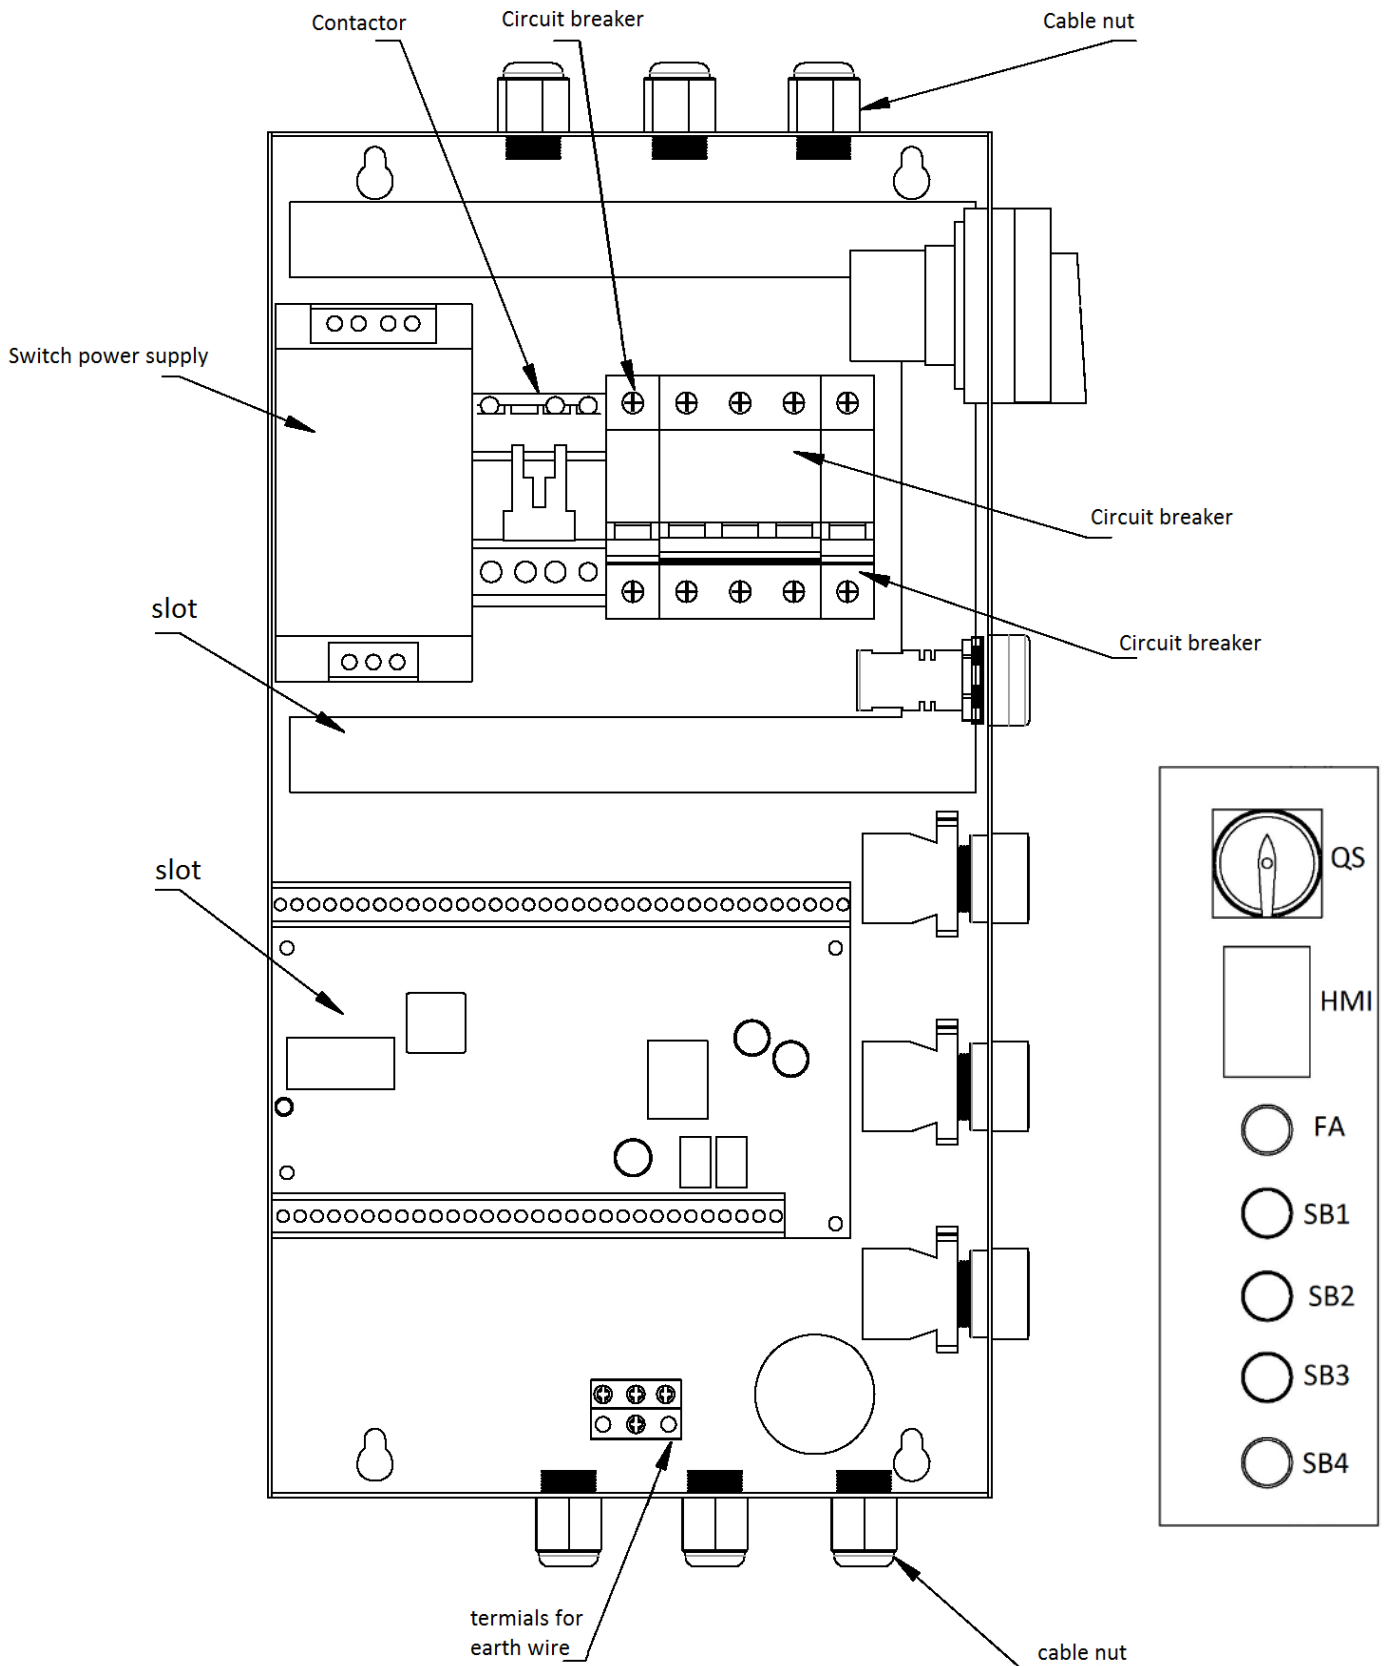 Contactor
Circuit breaker
Cable nut
Switch power supply
Circuit breaker
slot
Circuit breaker
slot
QS
HMI
FA
SB1
SB2
SB3
SB4
termials for
earth wire
cable nut